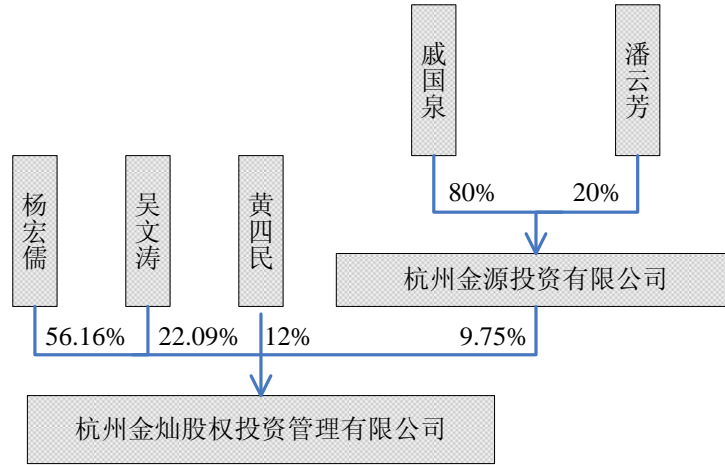 戚国泉
潘云芳
杨宏儒
吴文涛
黄四民
80%
20%
杭州金源投资有限公司
56.16%
22.09%
12%
9.75%
杭州金灿股权投资管理有限公司